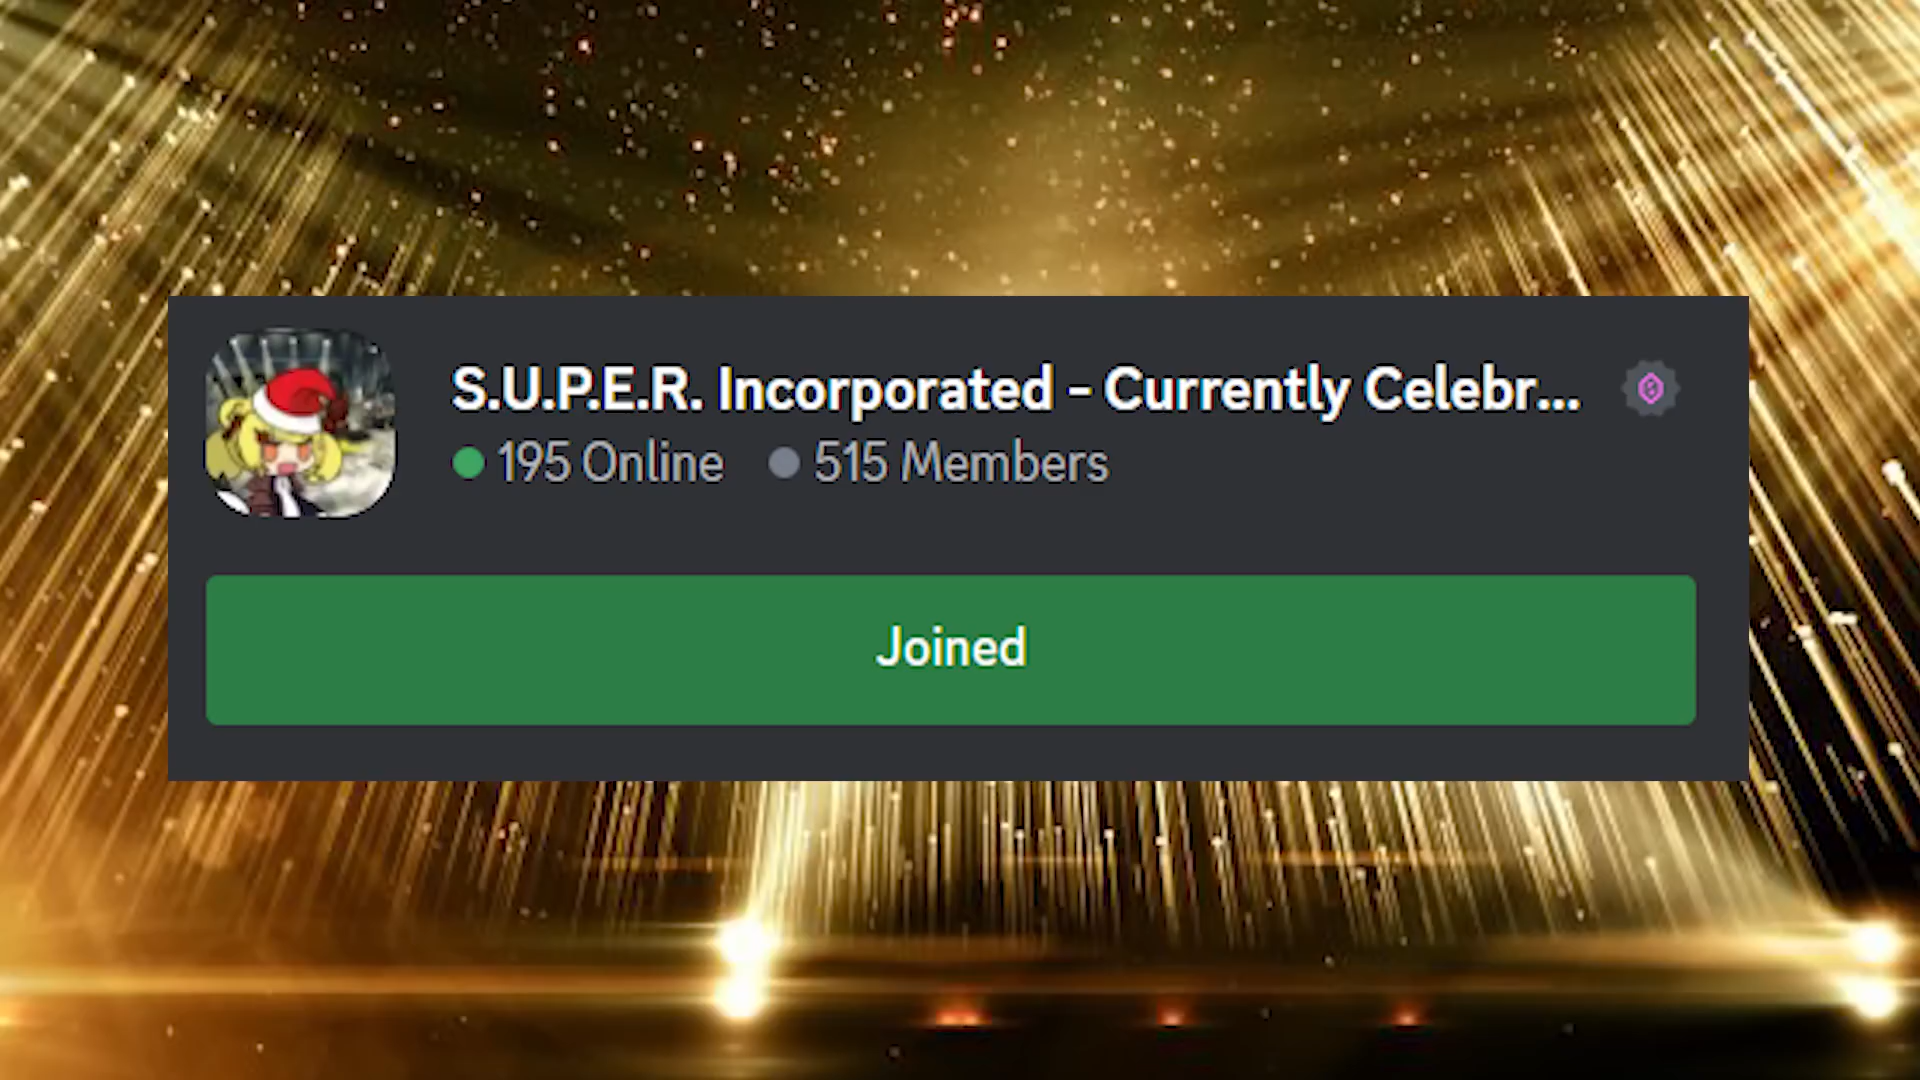 S.U.P.E.R. Incorporated - Currently Celebr...
195 Online 515 Members
Joined